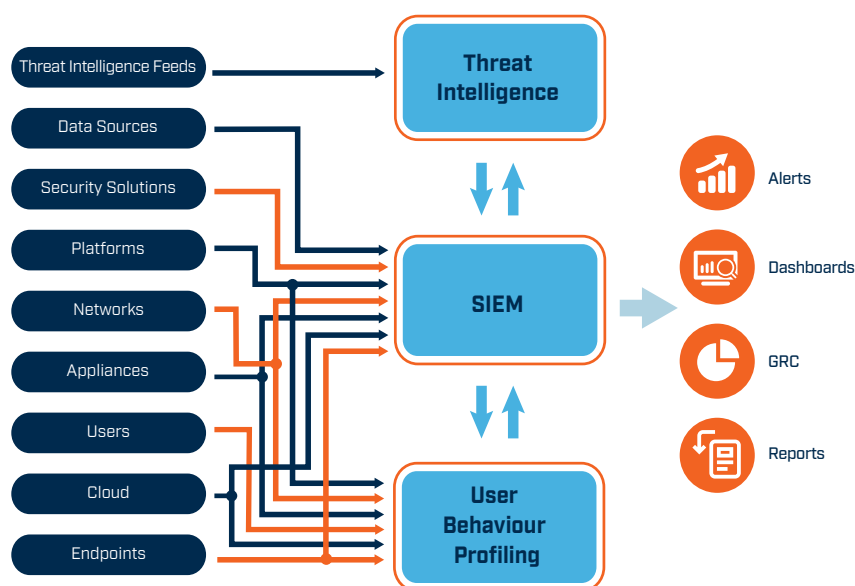 Threat Intelligence Feeds
Data Sources
Security Solutions
Platforms
Networks
Appliances
Users
Cloud
Endpoints
Threat
Intelligence
SIEM
User
Behaviour
Profiling
Alerts
Dashboards
GRC
Reports